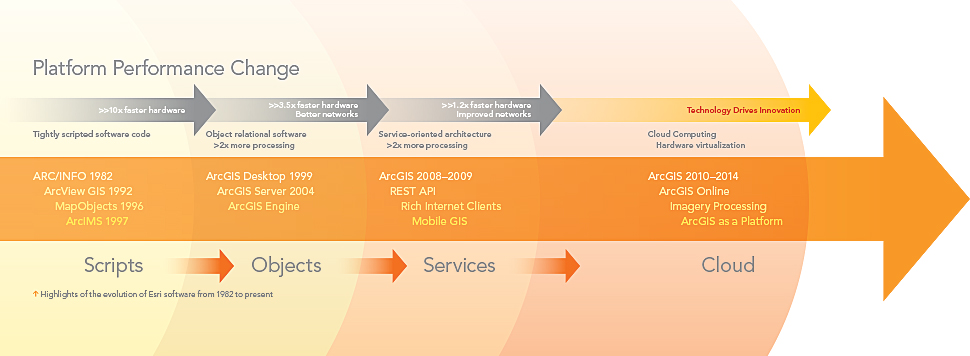 Platform Performance Change
>>10x faster hardware
>>3.5x faster hardware
Better networks
>>1.2x faster hardware
Improved networks
Technology Drives Innovation
Tightly scripted software code
Object relational software
>2x more processing
Service-oriented architecture
>2x more processing
Cloud Computing
Hardware virtualization
ARC/INFO 1982
ArcView GIS 1992
MapObjects 1996
ArcIMS 1997
ArcGIS Desktop 1999
ArcGIS Server 2004
ArcGIS Engine
ArcGIS 2008–2009
REST API
Rich Internet Clients
Mobile GIS
ArcGIS 2010–2014
ArcGIS Online
Imagery Processing
ArcGIS as a Platform
Scripts
Objects
Services
Cloud
↑ Highlights of the evolution of Esri software from 1982 to present